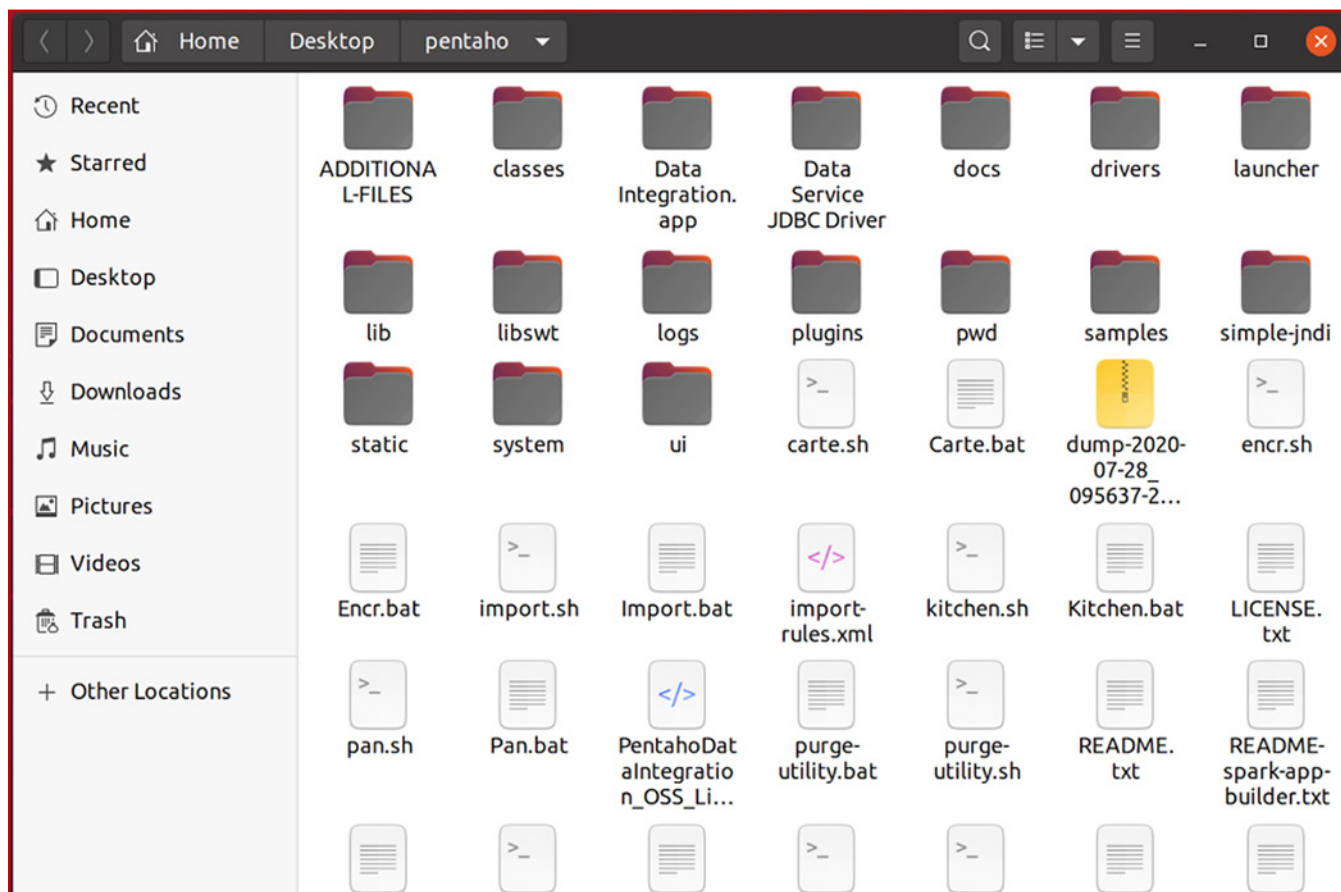 Home Desktop pentaho
Recent
Starred
Home
Desktop
Documents
Downloads
Music
Pictures
Videos
Trash
Other Locations
ADDITIONA
L-FILES
classes
Data
Integration.
app
Data
Service
JDBC Driver
docs
drivers
launcher
lib
libswt
logs
plugins
pwd
samples
simple-jndi
static
system
ui
carte.sh
Carte.bat
dump-2020-
07-28_
095637-2...
encr.sh
Encr.bat
import.sh
Import.bat
import-
rules.xml
kitchen.sh
Kitchen.bat
LICENSE.
txt
pan.sh
Pan.bat
PentahoDat
aIntegratio
n_OSS_Li...
purge-
utility.bat
purge-
utility.sh
README.
txt
README-
spark-app-
builder.txt